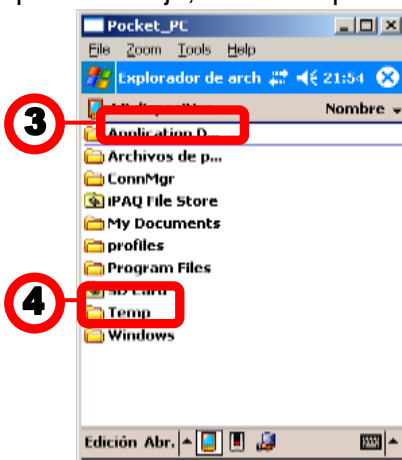 Pocket_PC
File Zoom Tools Help
Explorador de arch 21:54
Nombre
3
Application D...
Archivos de p...
ConnMgr
iPAQ File Store
My Documents
profiles
Program Files
SD Card
4
Temp
Windows
Edición Abr.